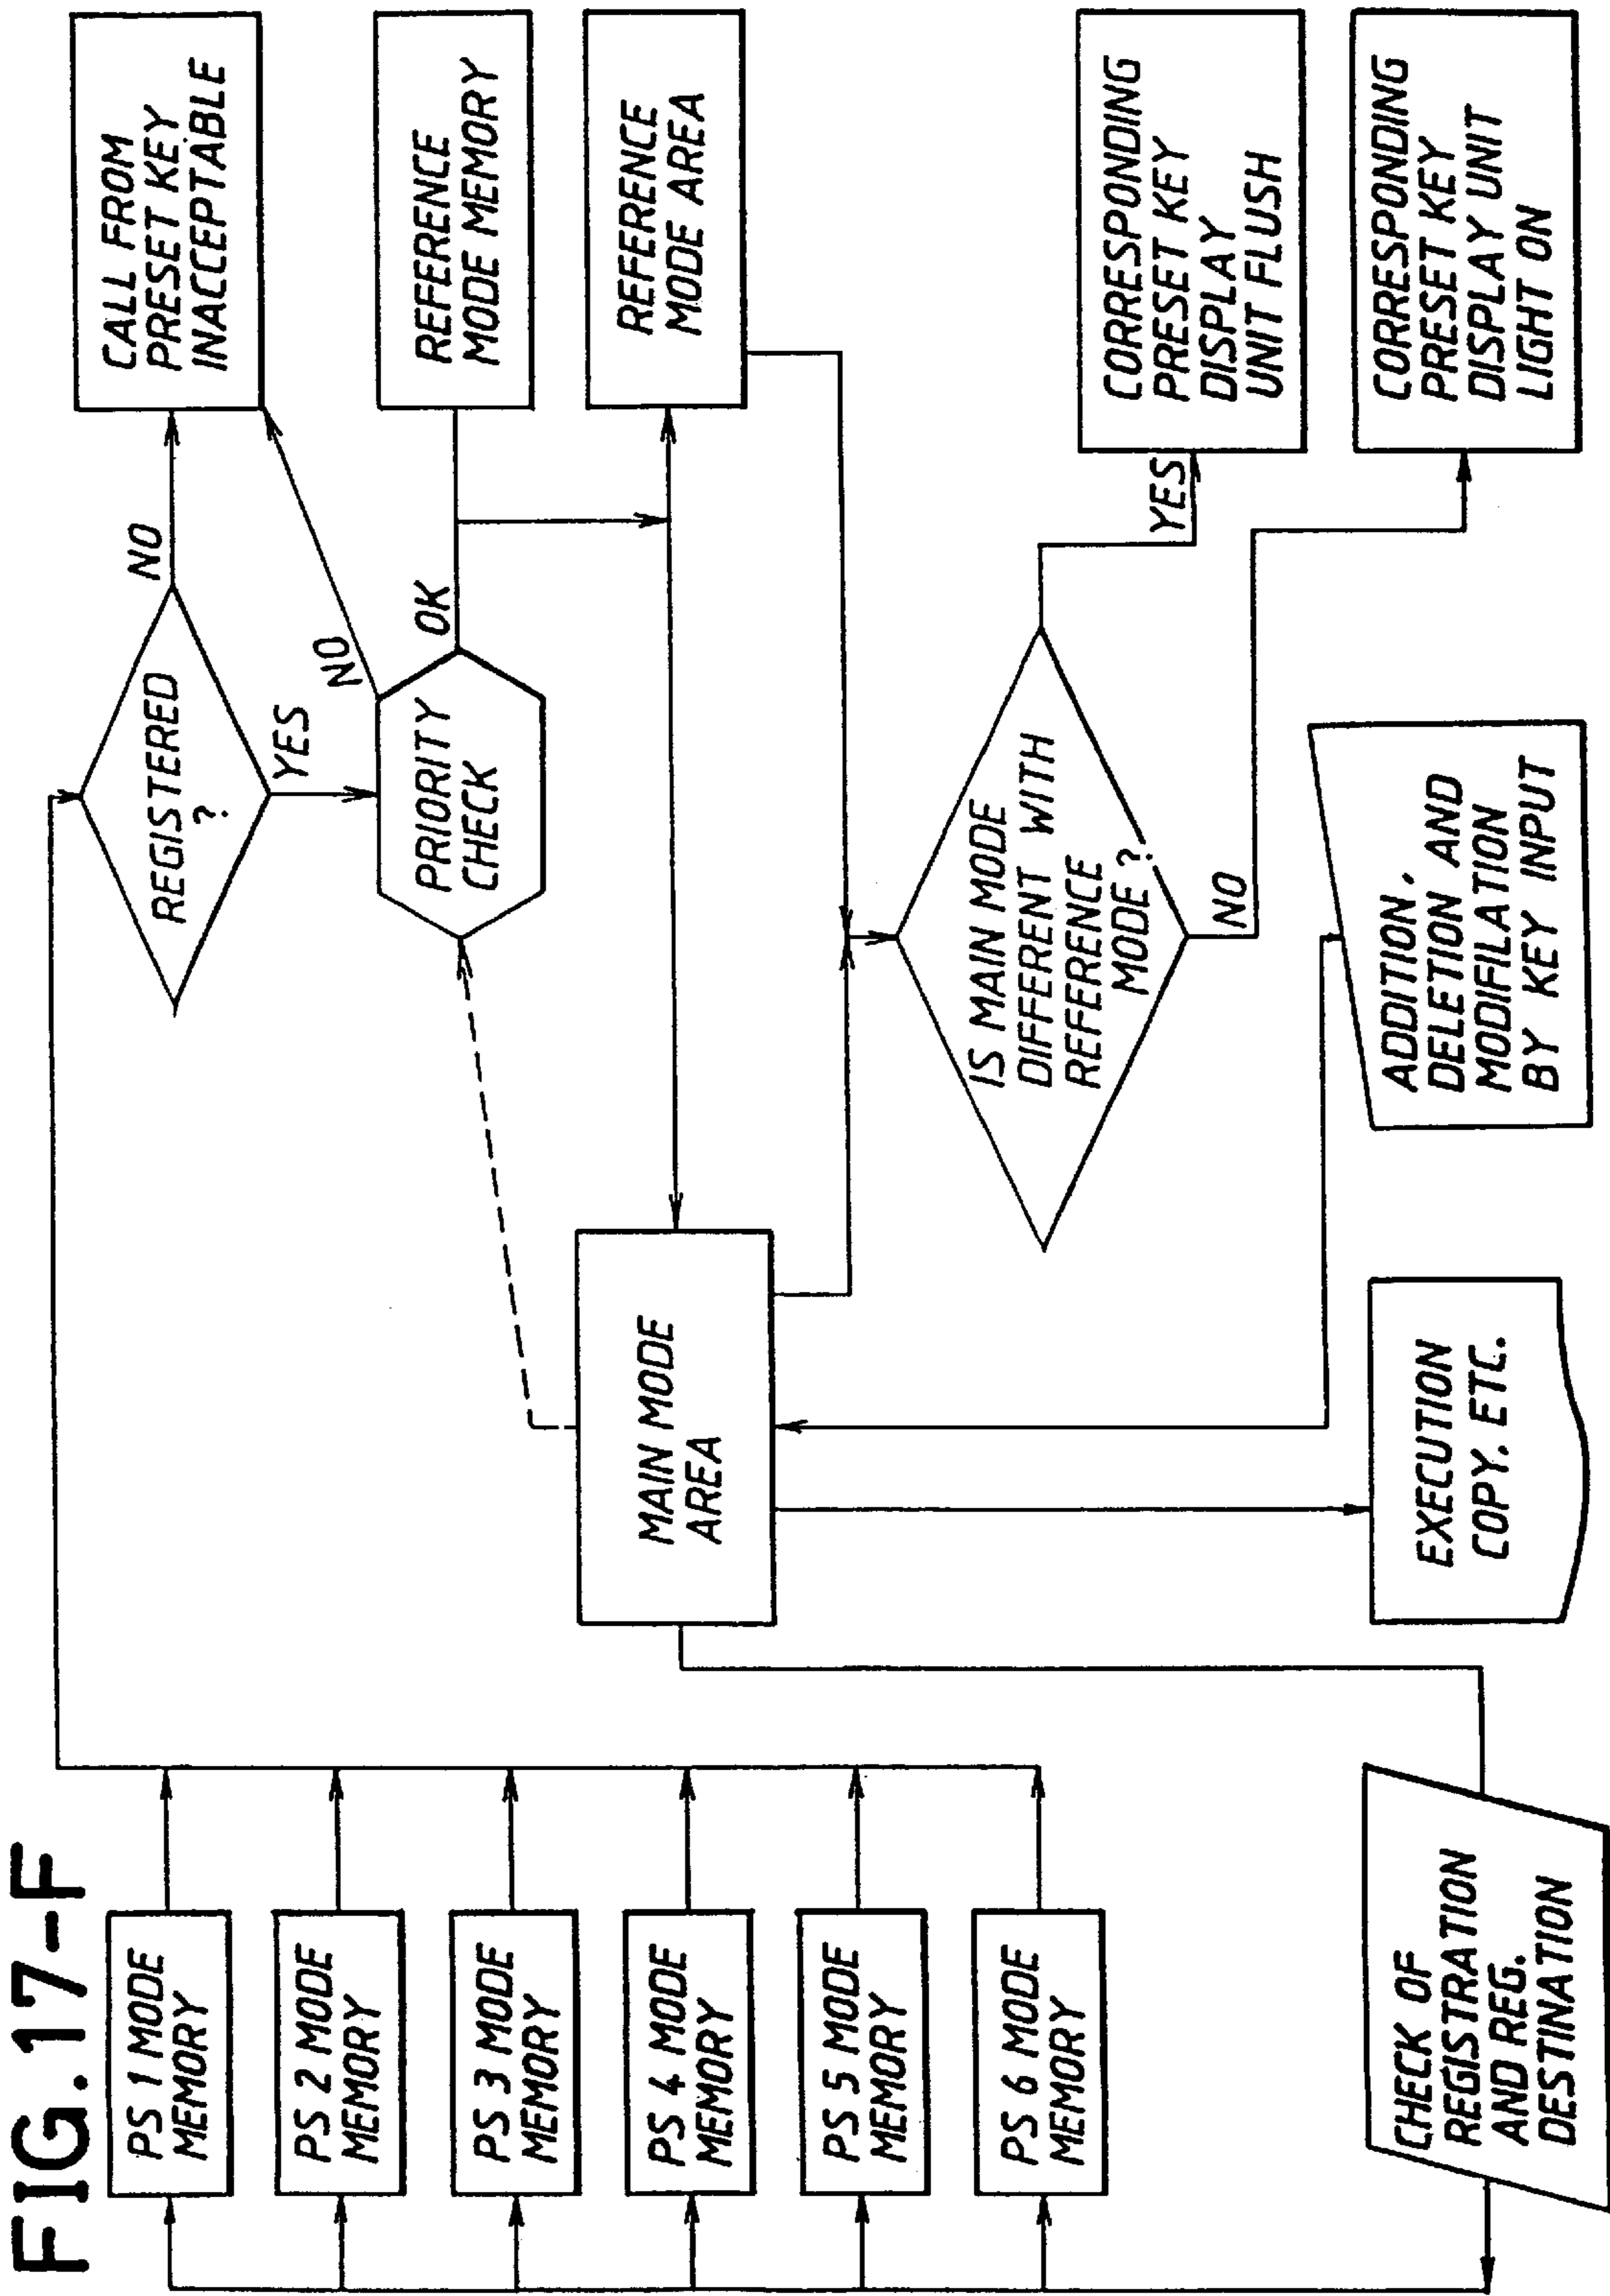 FIG.17-F
PS 1 MODE
MEMORY
PS 2 MODE
MEMORY
PS 3 MODE
MEMORY
PS 4 MODE
MEMORY
PS 5 MODE
MEMORY
PS 6 MODE
MEMORY
CHECK OF
REGISTRATION
AND REG.
DESTINATION
MAIN MODE
AREA
EXECUTION
COPY. ETC.
REGISTERED
?
NO
YES
CALL FROM
PRESET KEY
INACCEPTABLE
PRIORITY
CHECK
NO
OK
REFERENCE
MODE MEMORY
REFERENCE
MODE AREA
IS MAIN MODE
DIFFERENT WITH
REFERENCE
MODE ?
YES
NO
CORRESPONDING
PRESET KEY
DISPLAY
UNIT FLUSH
CORRESPONDING
PRESET KEY
DISPLAY UNIT
LIGHT ON
ADDITION.
DELETION AND
MODIFILATION
BY KEY INPUT